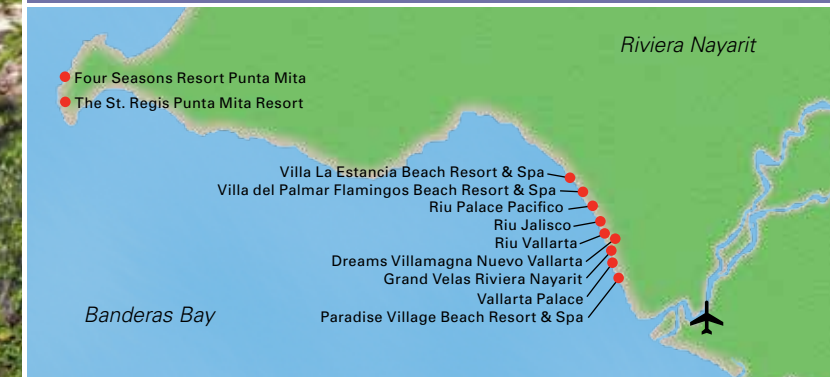 Riviera Nayarit
Four Seasons Resort Punta Mita
The St. Regis Punta Mita Resort
Villa La Estancia Beach Resort & Spa
Villa del Palmar Flamingos Beach Resort & Spa
Riu Palace Pacifico
Riu Jalisco
Riu Vallarta
Dreams Villamagna Nuevo Vallarta
Grand Velas Riviera Nayarit
Vallarta Palace
Paradise Village Beach Resort & Spa
Banderas Bay